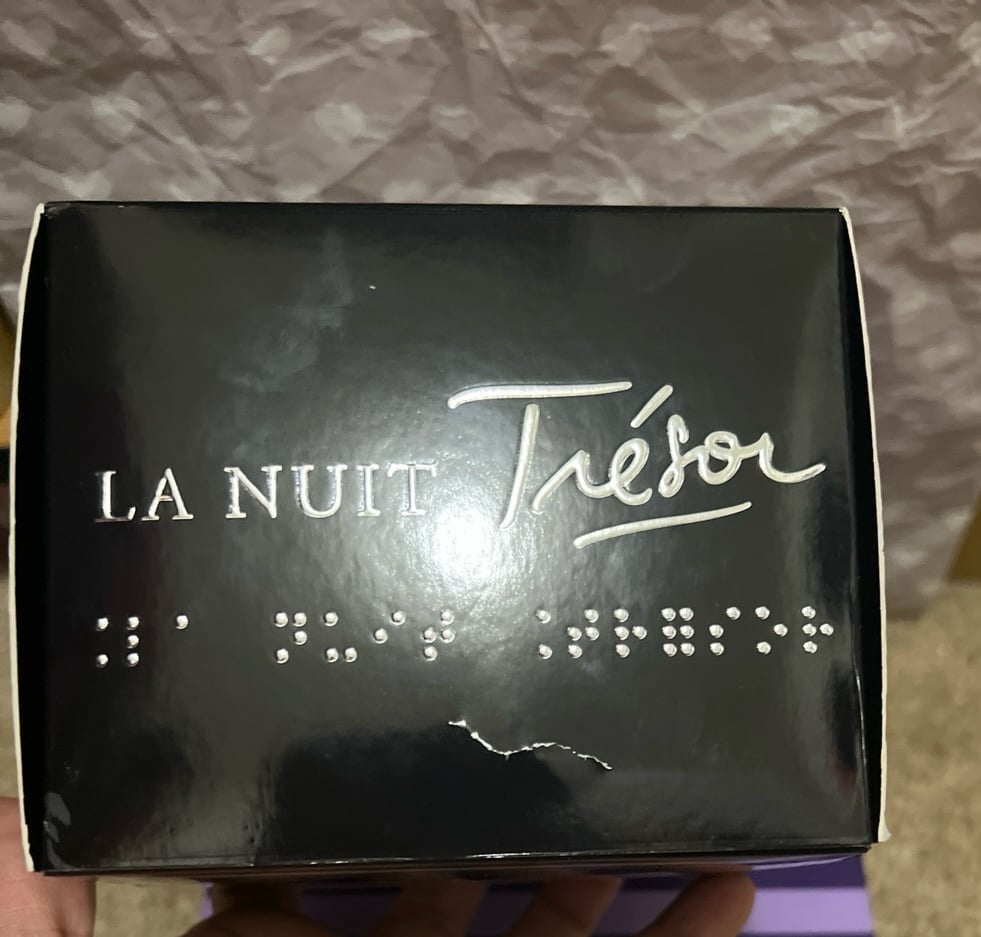 LA NUIT Trésor
⠨⠇⠁ ⠝⠥⠊⠞ ⠨⠞⠗⠿⠎⠕⠗